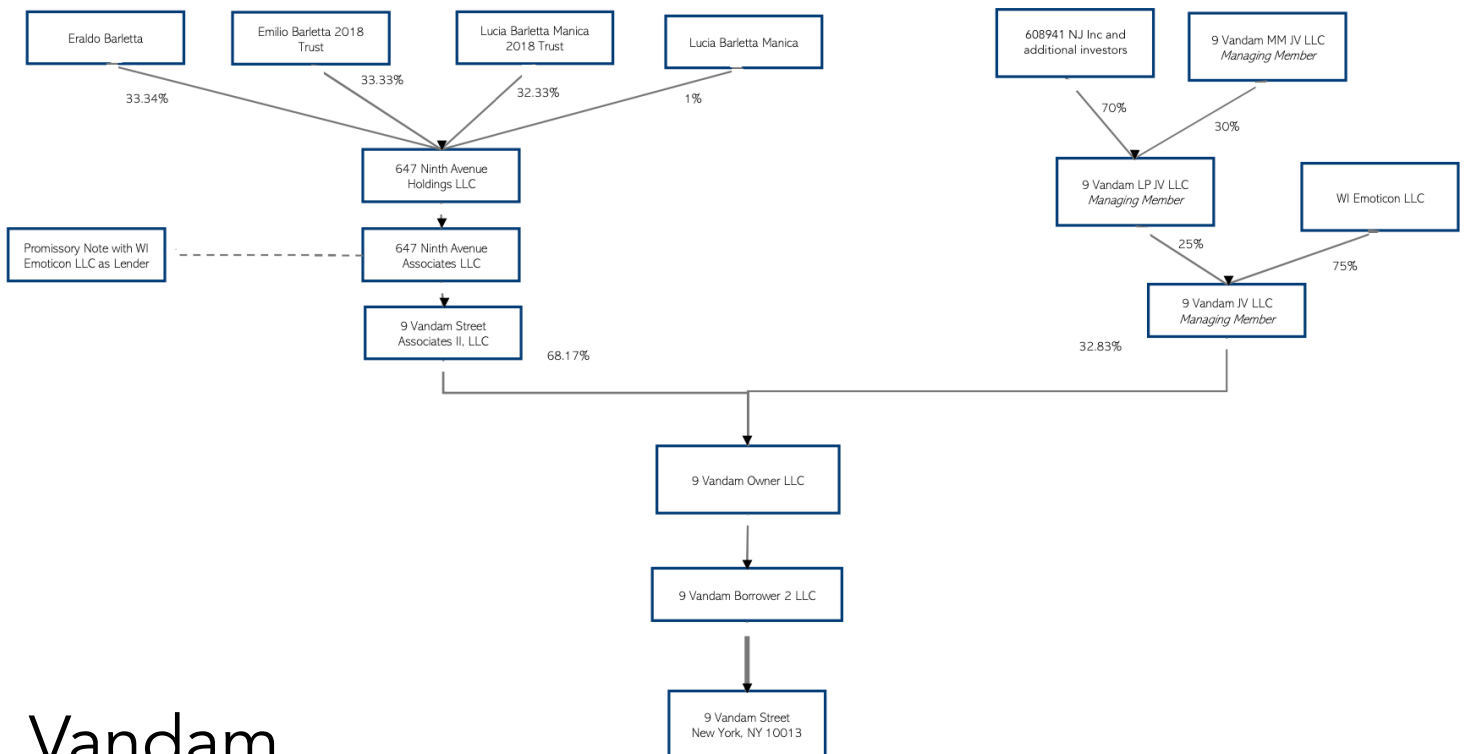 Eraldo Barletta
Emilio Barletta 2018
Trust
Lucia Barletta Manica
2018 Trust
Lucia Barletta Manica
608941 NJ Inc and
additional investors
9 Vandam MM JV LLC
Managing Member
33.34%
33.33%
32.33%
1%
70%
30%
647 Ninth Avenue
Holdings LLC
9 Vandam LP JV LLC
Managing Member
WI Emoticon LLC
Promissory Note with WI
Emoticon LLC as Lender
647 Ninth Avenue
Associates LLC
25%
75%
9 Vandam Street
Associates II, LLC
9 Vandam JV LLC
Managing Member
68.17%
32.83%
9 Vandam Owner LLC
9 Vandam Borrower 2 LLC
9 Vandam Street
New York, NY 10013
Vandam